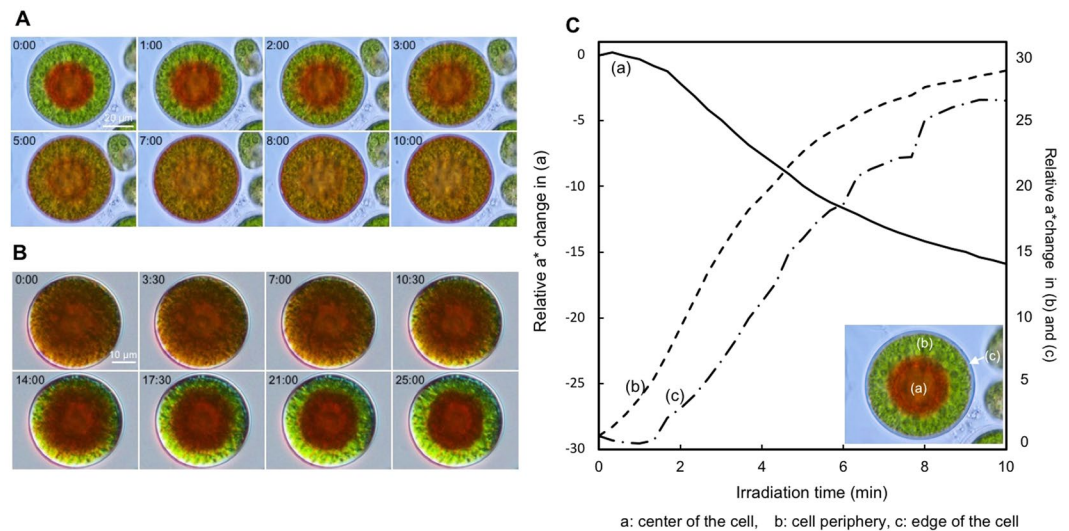 A
0:00
1:00
2:00
3:00
20 µm
5:00
7:00
8:00
10:00
B
0:00
3:30
7:00
10:30
10 µm
14:00
17:30
21:00
25:00
C
Relative a* change in (a)
0
-5
-10
-15
-20
-25
-30
(a)
(b)
(c)
(b)
(c)
(a)
30
25
20
15
10
5
0
Relative a*change in (b) and (c)
0 2 4 6 8 10
Irradiation time (min)
a: center of the cell, b: cell periphery, c: edge of the cell